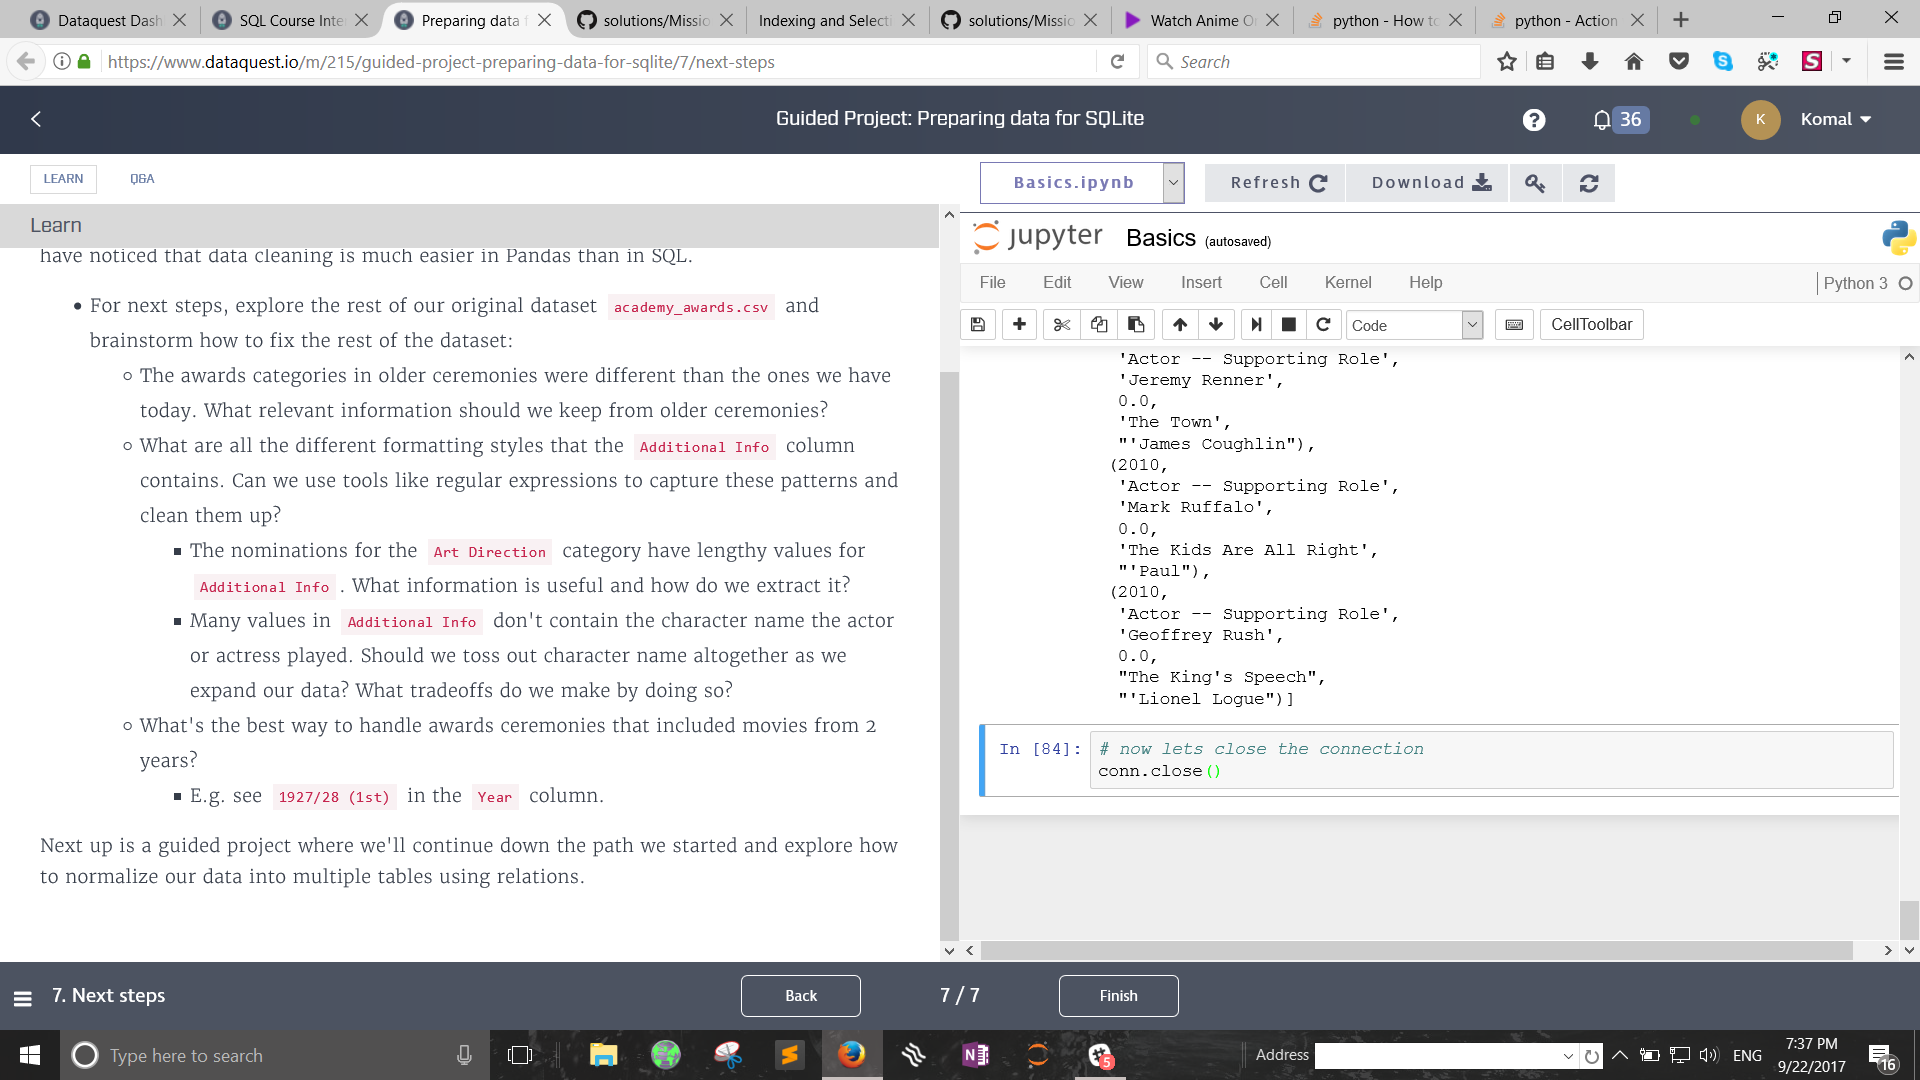 Dataquest Dash
SQL Course Inte
Preparing data f
solutions/Missio
Indexing and Selecti
solutions/Missio
Watch Anime O
python - How to
python - Action
https://www.dataquest.io/m/215/guided-project-preparing-data-for-sqlite/7/next-steps
Search
Guided Project: Preparing data for SQLite
36
K
Komal
LEARN
Q&A
Basics.ipynb
Refresh
Download
Learn
have noticed that data cleaning is much easier in Pandas than in SQL.
For next steps, explore the rest of our original dataset academy_awards.csv and
brainstorm how to fix the rest of the dataset:
The awards categories in older ceremonies were different than the ones we have
today. What relevant information should we keep from older ceremonies?
What are all the different formatting styles that the Additional Info column
contains. Can we use tools like regular expressions to capture these patterns and
clean them up?
The nominations for the Art Direction category have lengthy values for
Additional Info . What information is useful and how do we extract it?
Many values in Additional Info don't contain the character name the actor
or actress played. Should we toss out character name altogether as we
expand our data? What tradeoffs do we make by doing so?
What's the best way to handle awards ceremonies that included movies from 2
years?
E.g. see 1927/28 (1st) in the Year column.
Next up is a guided project where we'll continue down the path we started and explore how
to normalize our data into multiple tables using relations.
jupyter Basics (autosaved)
File Edit View Insert Cell Kernel Help
Python 3
Code
CellToolbar
'Actor -- Supporting Role',
'Jeremy Renner',
0.0,
'The Town',
"'James Coughlin"),
(2010,
'Actor -- Supporting Role',
'Mark Ruffalo',
0.0,
'The Kids Are All Right',
"'Paul"),
(2010,
'Actor -- Supporting Role',
'Geoffrey Rush',
0.0,
"The King's Speech",
"'Lionel Logue")]
In [84]: # now lets close the connection
conn.close()
7. Next steps
Back
7 / 7
Finish
Type here to search
5
Address
ENG
7:37 PM
9/22/2017
16